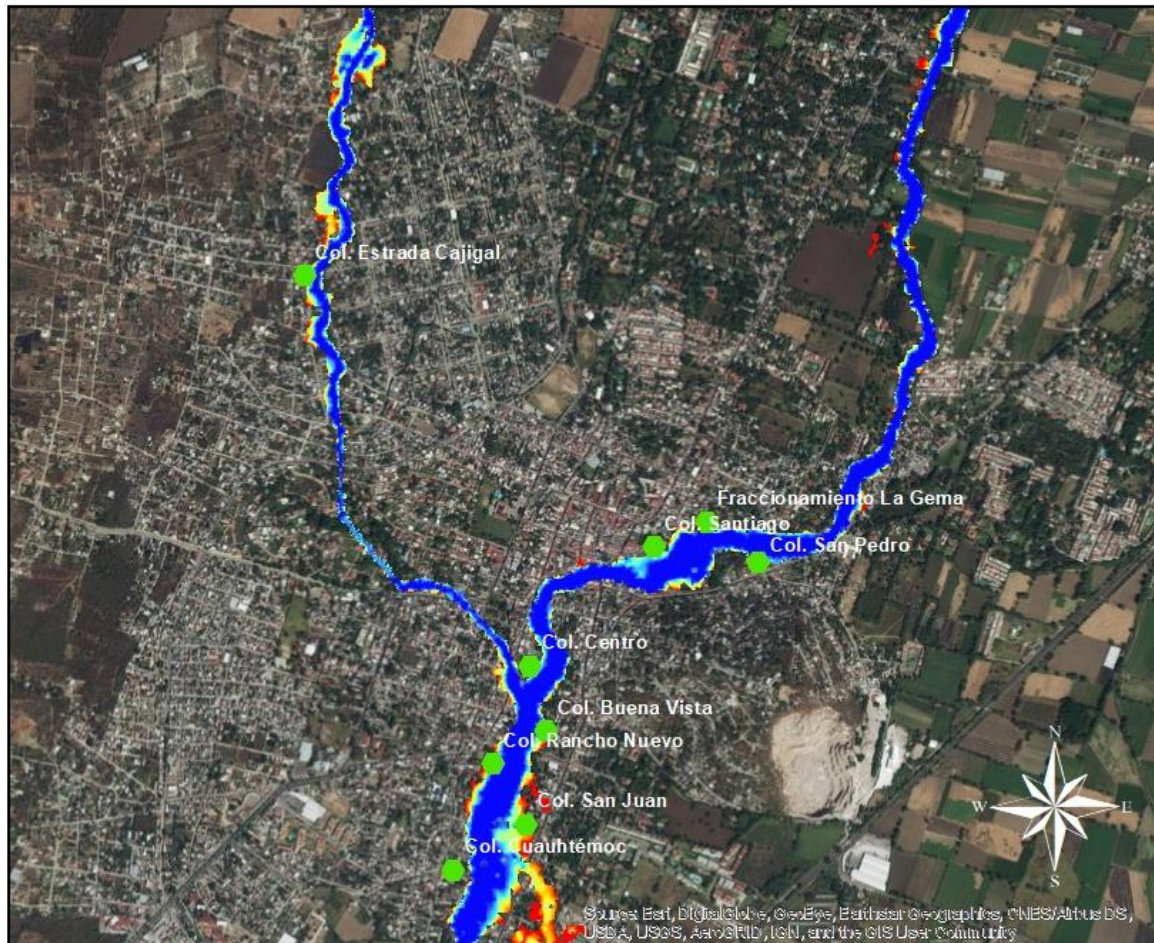 Col. Estrada Cajigal
Fraccionamiento La Gema
Col. Santiago
Col. San Pedro
Col. Centro
Col. Buena Vista
Col. Rancho Nuevo
Col. San Juan
Col. Cuauhtémoc
N
W E
S
Source: Esri, DigitalGlobe, GeoEye, Earthstar Geographics, CNES/Airbus DS,
USDA, USGS, AeroGRID, IGN, and the GIS User Community